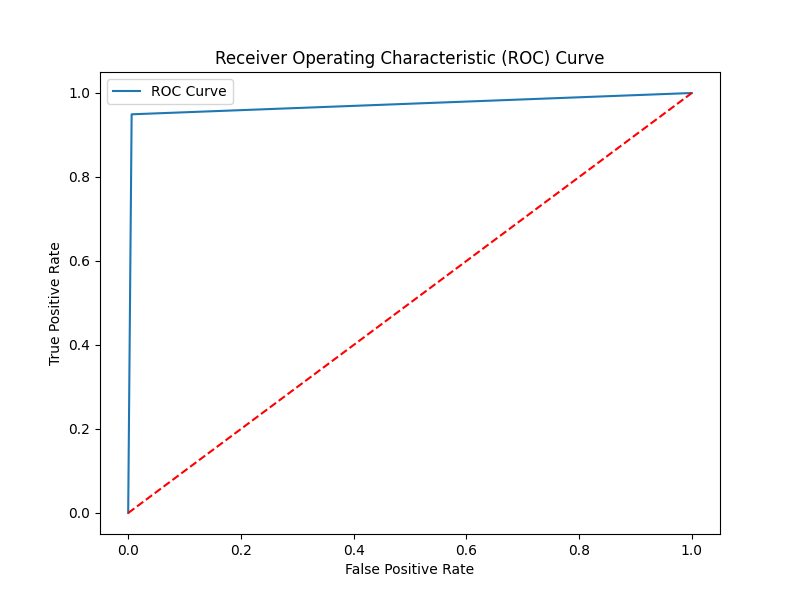 Receiver Operating Characteristic (ROC) Curve
ROC Curve
1.0
0.8
0.6
0.4
0.2
0.0
True Positive Rate
0.0 0.2 0.4 0.6 0.8 1.0
False Positive Rate